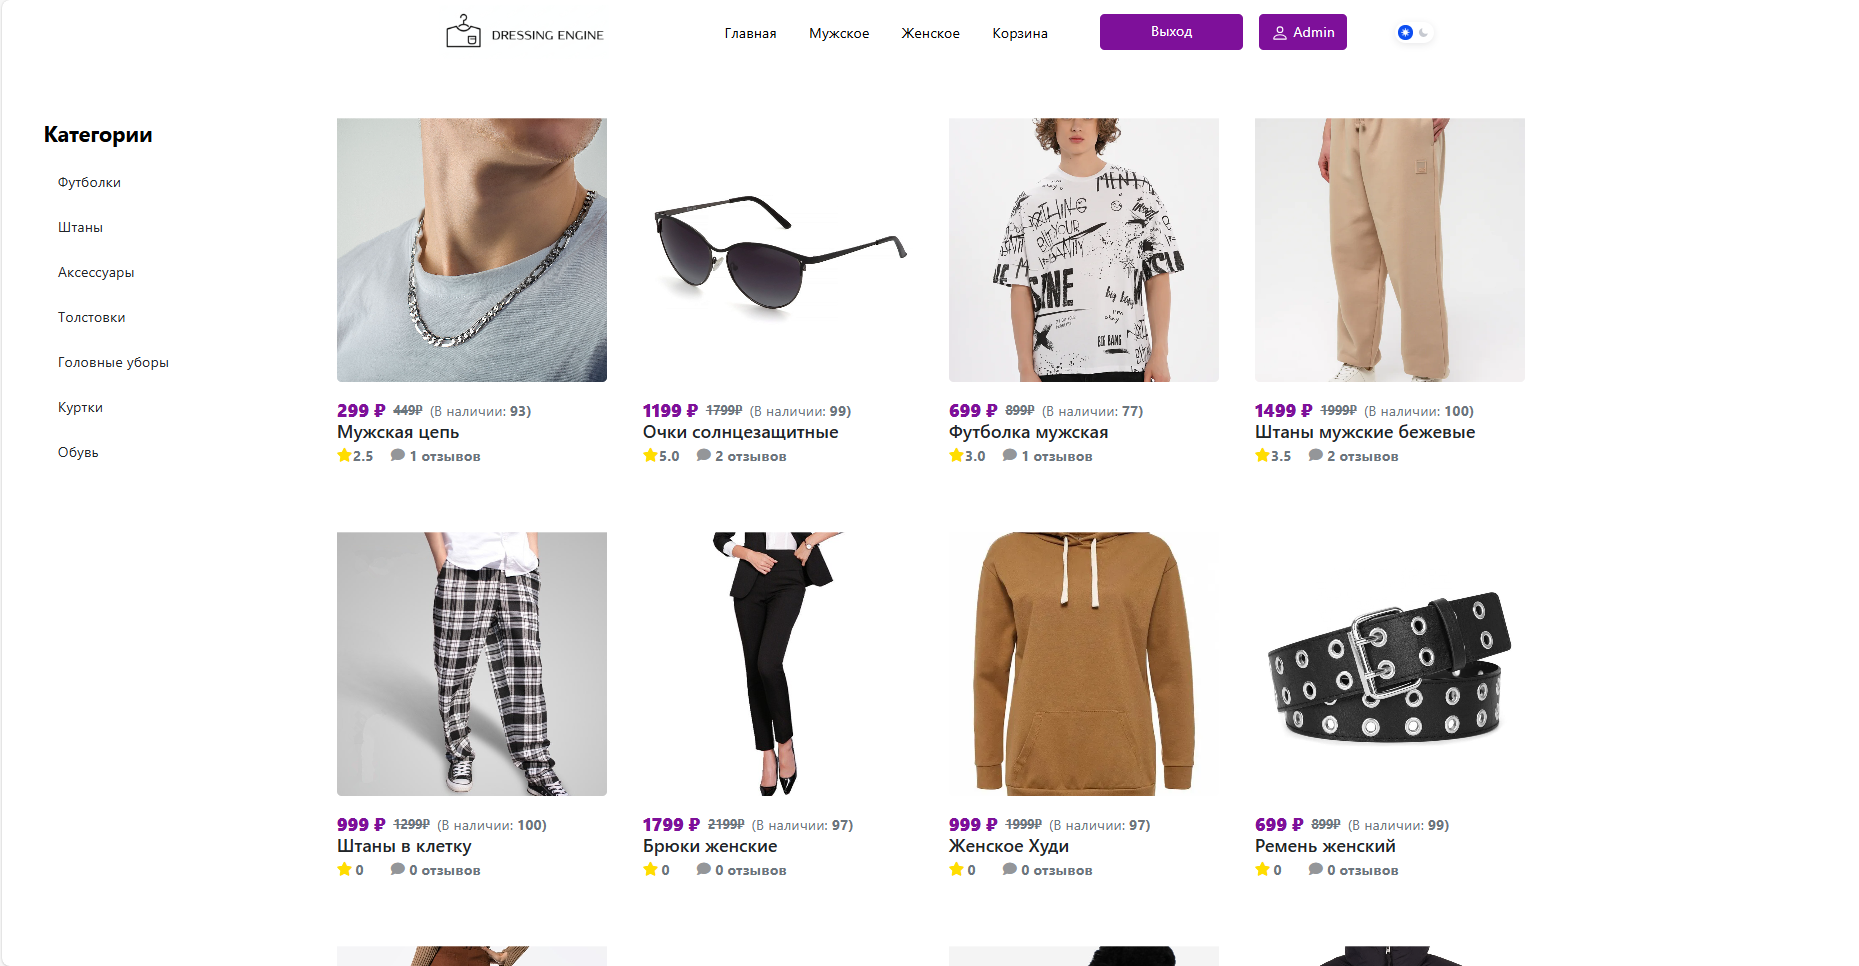 DRESSING ENGINE
Главная
Мужское
Женское
Корзина
Выход
Admin
Категории
Футболки
Штаны
Аксессуары
Толстовки
Головные уборы
Куртки
Обувь
299 ₽ 449₽ (В наличии: 93)
Мужская цепь
2.5 1 отзывов
1199 ₽ 1799₽ (В наличии: 99)
Очки солнцезащитные
5.0 2 отзывов
MENTA
BIG BANG
699 ₽ 899₽ (В наличии: 77)
Футболка мужская
3.0 1 отзывов
1499 ₽ 1999₽ (В наличии: 100)
Штаны мужские бежевые
3.5 2 отзывов
999 ₽ 1299₽ (В наличии: 100)
Штаны в клетку
0 0 отзывов
1799 ₽ 2199₽ (В наличии: 97)
Брюки женские
0 0 отзывов
999 ₽ 1999₽ (В наличии: 97)
Женское Худи
0 0 отзывов
699 ₽ 899₽ (В наличии: 99)
Ремень женский
0 0 отзывов